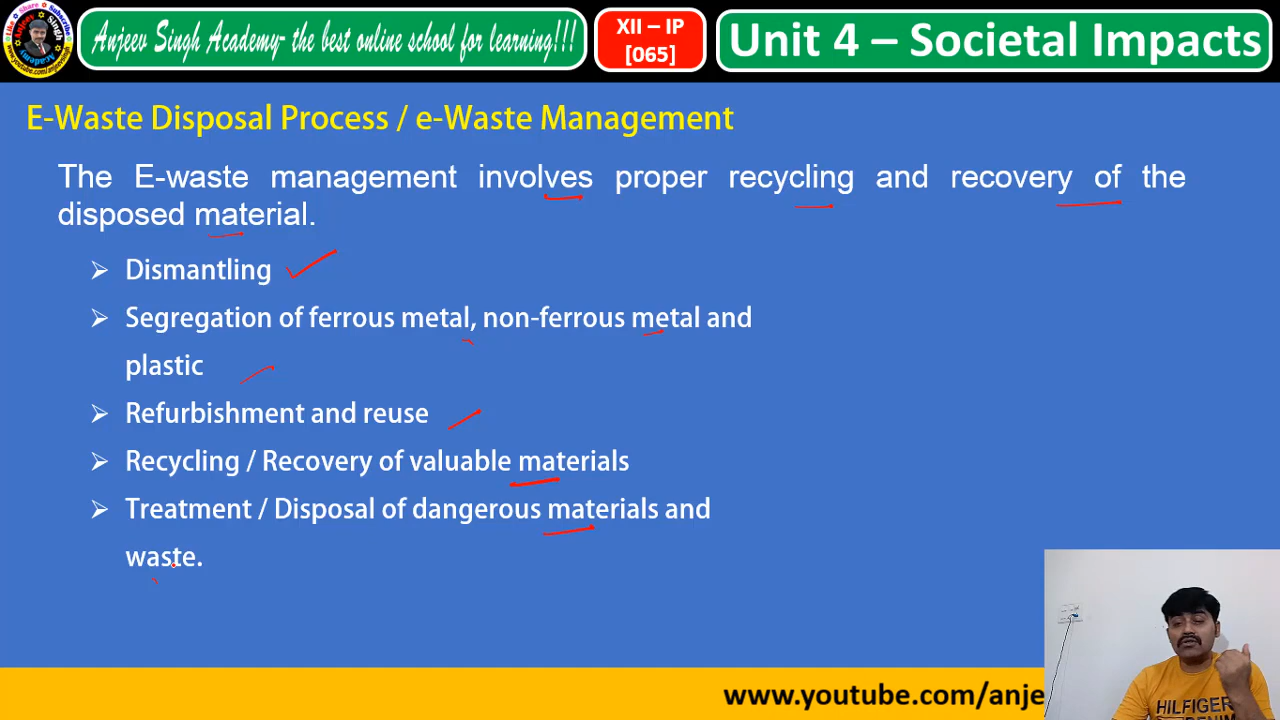 Anjeev Singh Academy- the best online school for learning!!!
XII – IP
[065]
Unit 4 – Societal Impacts
E-Waste Disposal Process / e-Waste Management
The E-waste management involves proper recycling and recovery of the
disposed material.
Dismantling
Segregation of ferrous metal, non-ferrous metal and
plastic
Refurbishment and reuse
Recycling / Recovery of valuable materials
Treatment / Disposal of dangerous materials and
waste.
www.youtube.com/anje
HILFIGER